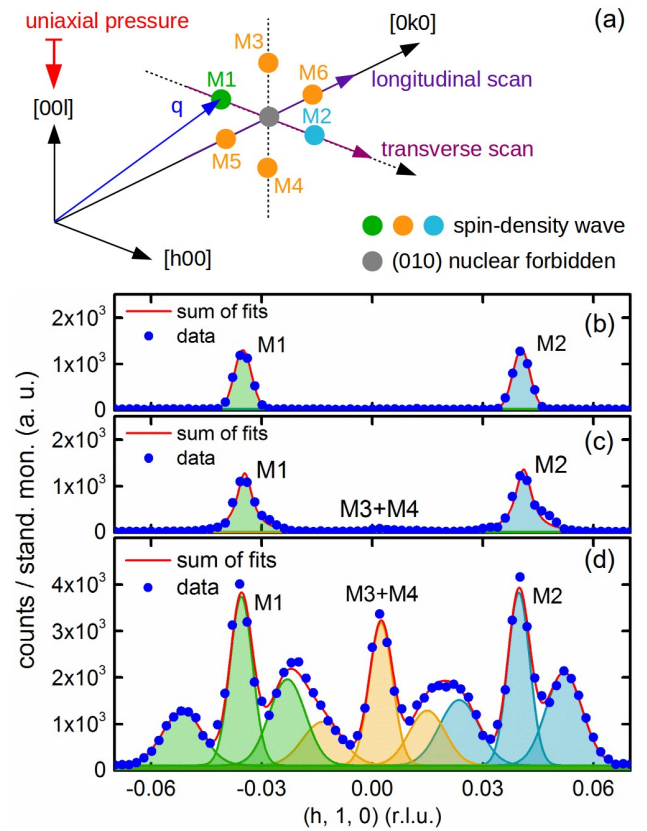 uniaxial pressure
(a)
[0k0]
M3
M6
M1
longitudinal scan
[00l]
q
M2
transverse scan
M5
M4
spin-density wave
[h00]
(010) nuclear forbidden
counts / stand. mon. (a. u.)
2x10³
1x10³
0
sum of fits
data
M1
M2
(b)
2x10³
1x10³
0
sum of fits
data
M1
M3+M4
M2
(c)
4x10³
3x10³
2x10³
1x10³
0
sum of fits
data
M1
M3+M4
M2
(d)
-0.06 -0.03 0.00 0.03 0.06
(h, 1, 0) (r.l.u.)